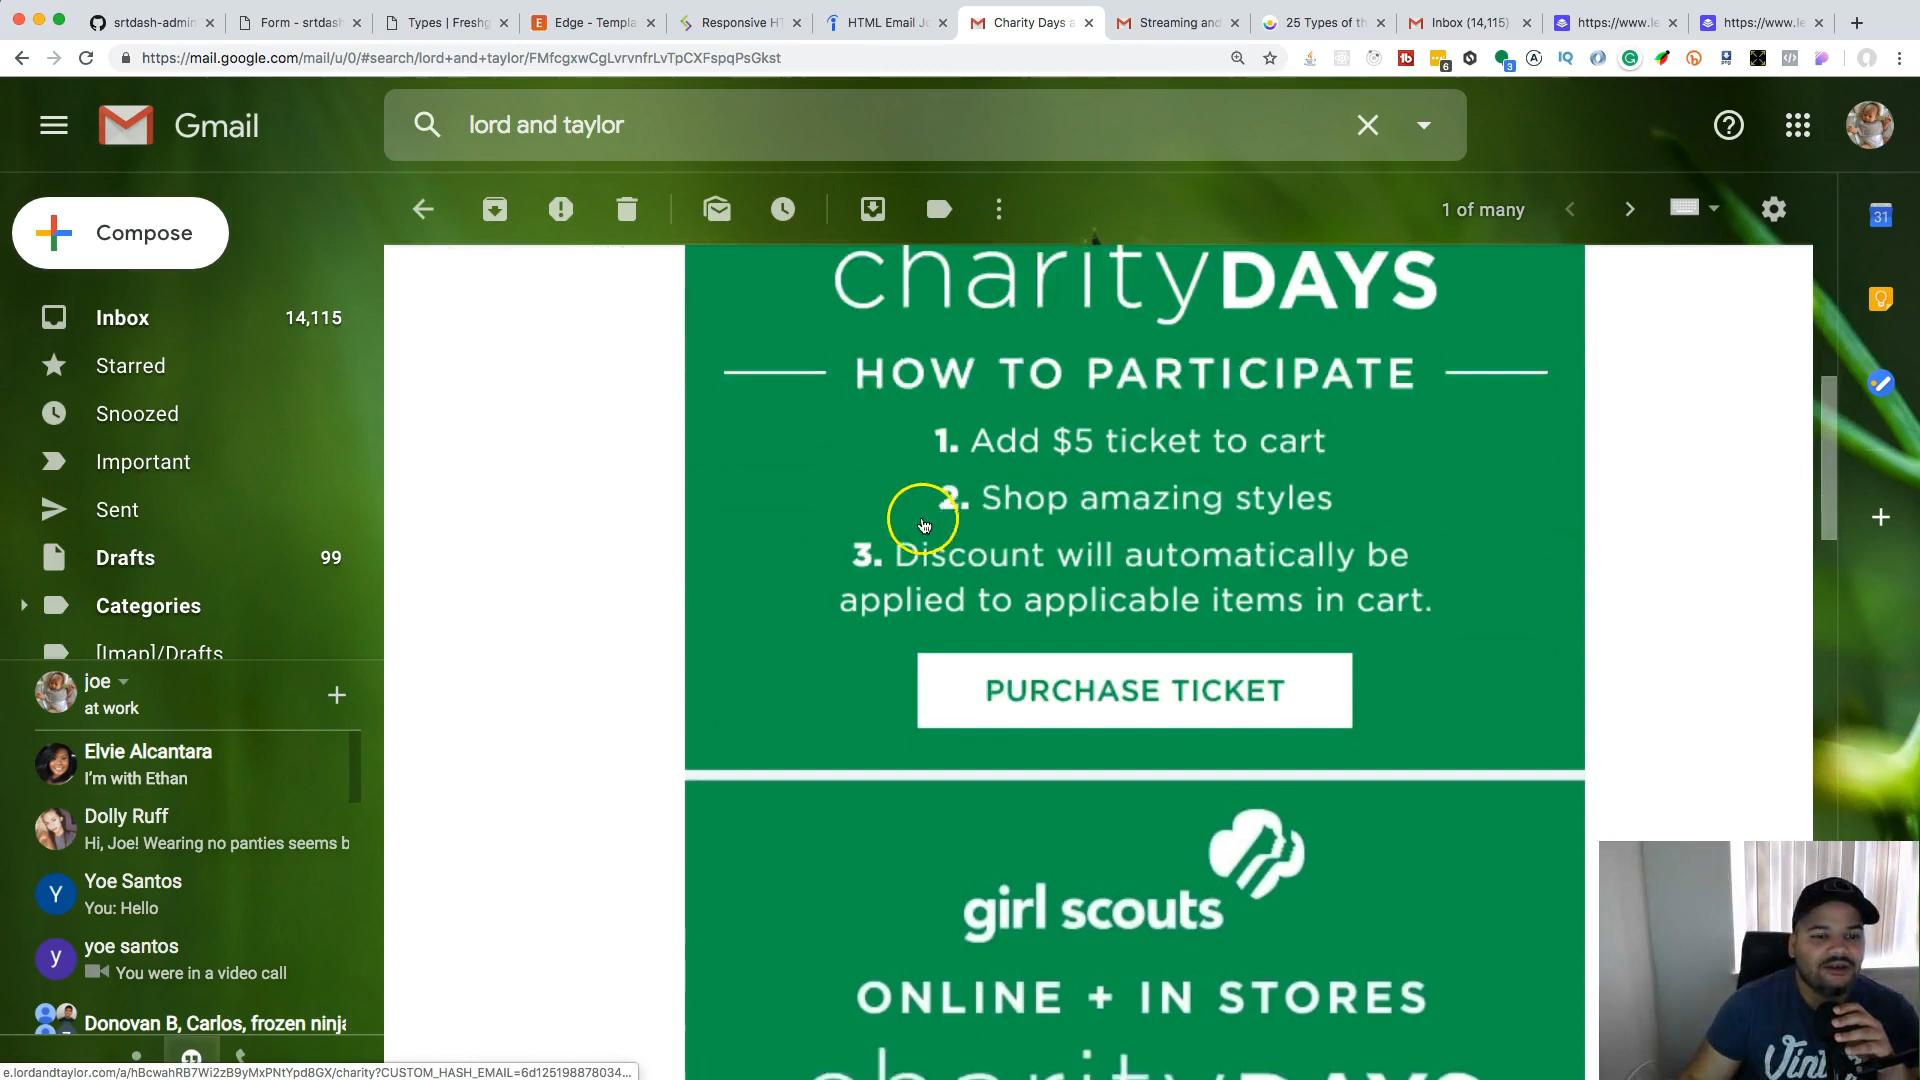 srtdash-admin
Form - srtdash
Types | Freshg
Edge - Templa
Responsive HT
HTML Email J
Charity Days a
Streaming and
25 Types of th
Inbox (14,115)
https://www.le
https://www.le
https://mail.google.com/mail/u/0/#search/lord+and+taylor/FMfcgxwCgLvrvnfrLvTpCXFspqPsGkst
Gmail
lord and taylor
Compose
1 of many
31
Inbox 14,115
Starred
Snoozed
Important
Sent
Drafts 99
Categories
[Imap]/Drafts
joe
at work
Elvie Alcantara
I'm with Ethan
Dolly Ruff
Hi, Joe! Wearing no panties seems b
Yoe Santos
You: Hello
yoe santos
You were in a video call
Donovan B, Carlos, frozen ninja
charityDAYS
HOW TO PARTICIPATE
1. Add $5 ticket to cart
2. Shop amazing styles
3. Discount will automatically be
applied to applicable items in cart.
PURCHASE TICKET
girl scouts
ONLINE + IN STORES
charityDAYS